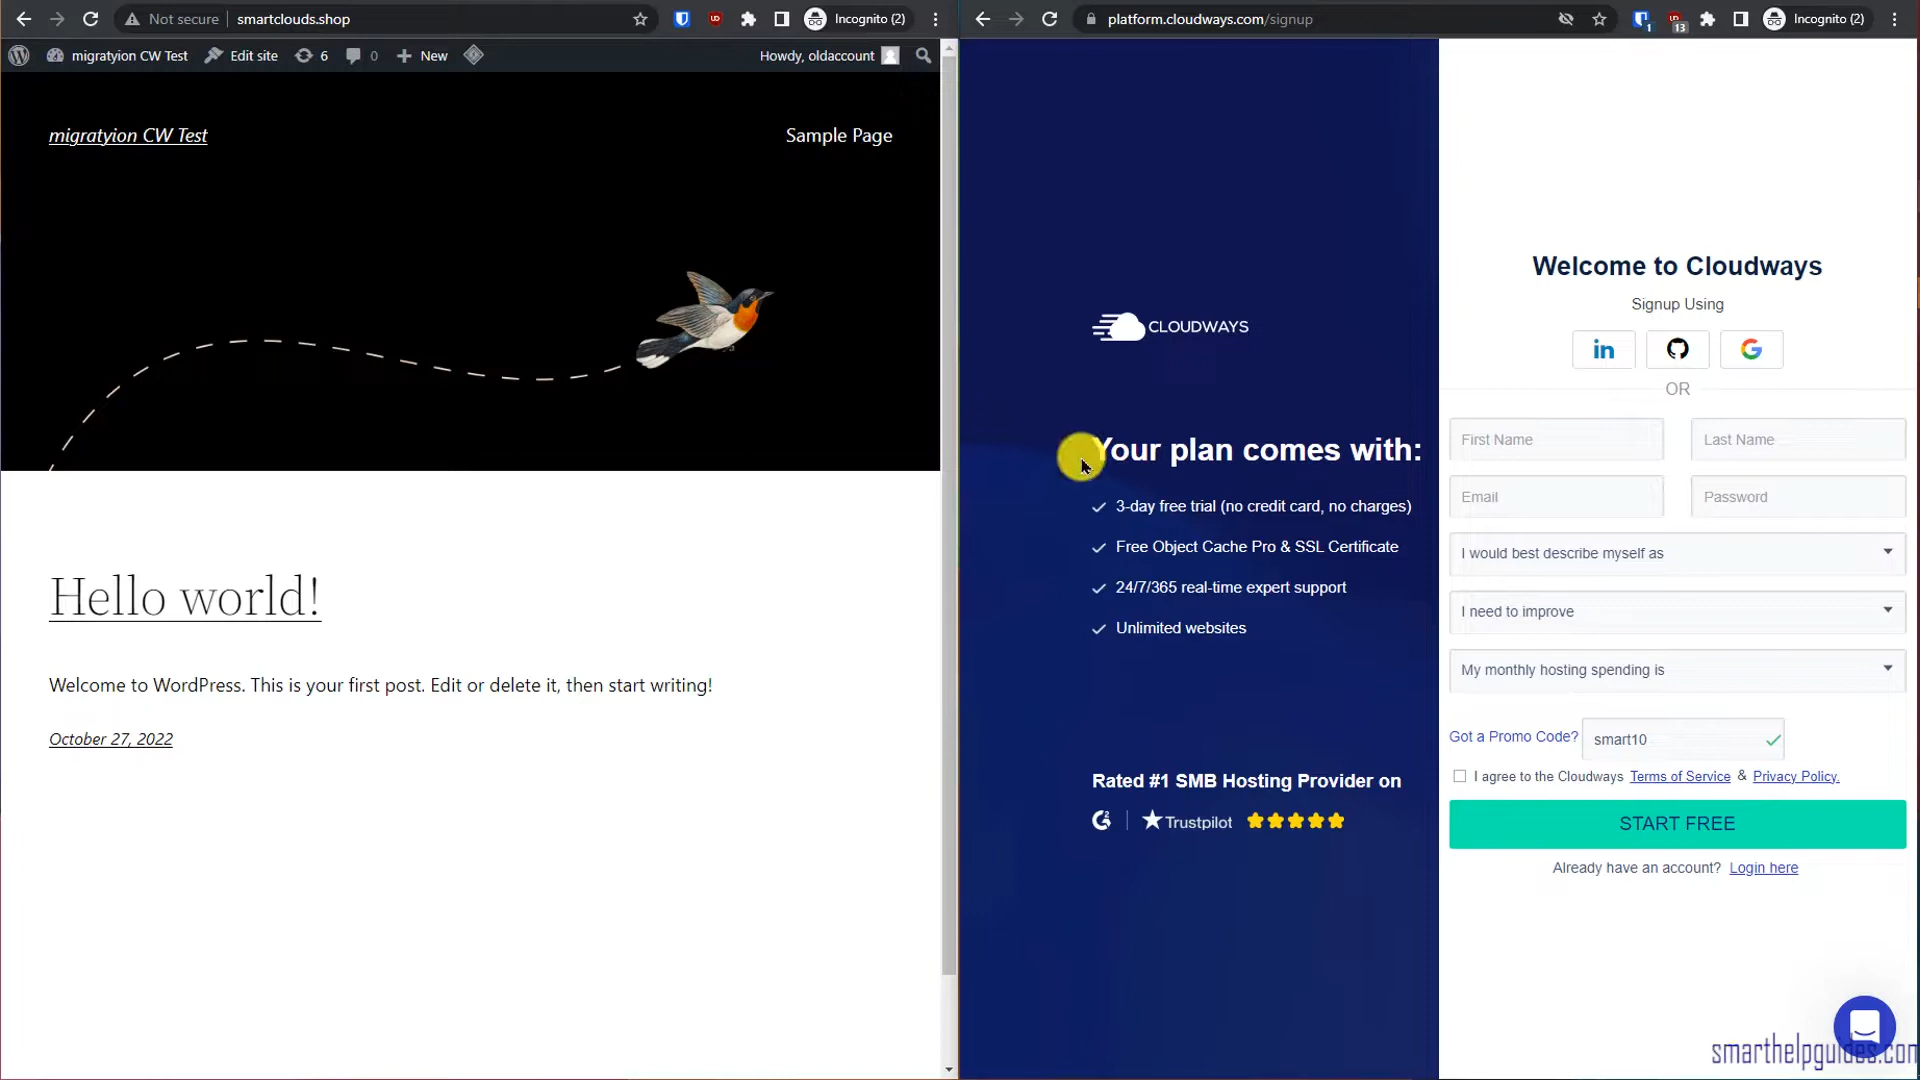 Not secure smartclouds.shop Incognito (2)
migratyion CW Test Edit site 6 0 New Howdy, oldaccount
migratyion CW Test Sample Page
Hello world!
Welcome to WordPress. This is your first post. Edit or delete it, then start writing!
October 27, 2022
platform.cloudways.com/signup 1 13 Incognito (2)
CLOUDWAYS
Your plan comes with:
3-day free trial (no credit card, no charges)
Free Object Cache Pro & SSL Certificate
24/7/365 real-time expert support
Unlimited websites
Rated #1 SMB Hosting Provider on
Trustpilot
Welcome to Cloudways
Signup Using
in
OR
First Name Last Name
Email Password
I would best describe myself as
I need to improve
My monthly hosting spending is
Got a Promo Code? smart10
I agree to the Cloudways Terms of Service & Privacy Policy.
START FREE
Already have an account? Login here
smarthelpguides.com